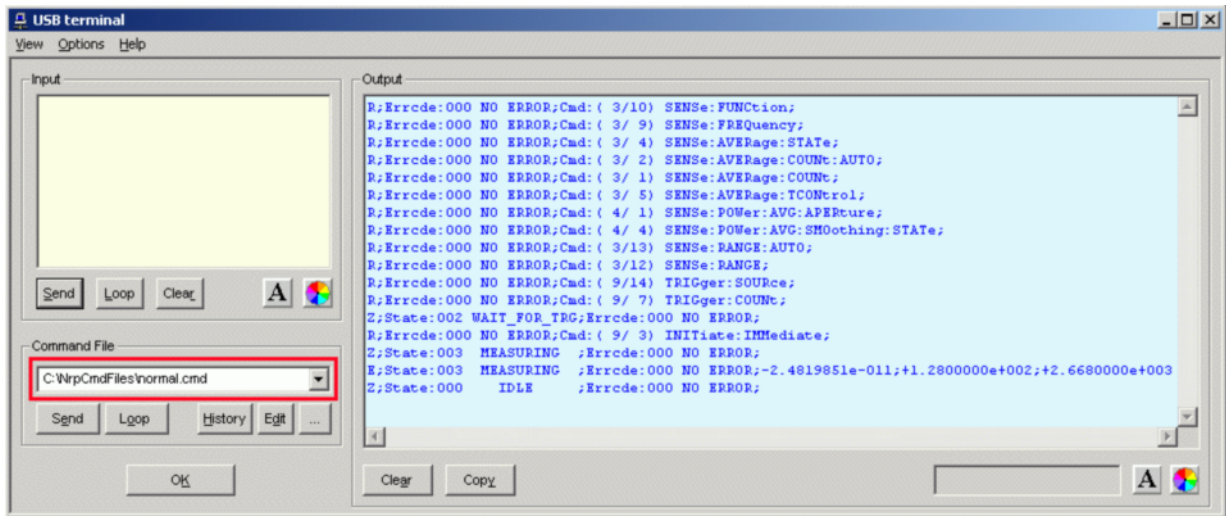 USB terminal
View Options Help
Input
Send Loop Clear A
Command File
C:\NrpCmdFiles\normal.cmd
Send Loop History Edit ...
OK
Output
R;Errcde:000 NO ERROR;Cmd:( 3/10) SENSe:FUNCtion;
R;Errcde:000 NO ERROR;Cmd:( 3/ 9) SENSe:FREQuency;
R;Errcde:000 NO ERROR;Cmd:( 3/ 4) SENSe:AVERage:STATe;
R;Errcde:000 NO ERROR;Cmd:( 3/ 2) SENSe:AVERage:COUNt:AUTO;
R;Errcde:000 NO ERROR;Cmd:( 3/ 1) SENSe:AVERage:COUNt;
R;Errcde:000 NO ERROR;Cmd:( 3/ 5) SENSe:AVERage:TCONtrol;
R;Errcde:000 NO ERROR;Cmd:( 4/ 1) SENSe:POWer:AVG:APERture;
R;Errcde:000 NO ERROR;Cmd:( 4/ 4) SENSe:POWer:AVG:SMOothing:STATe;
R;Errcde:000 NO ERROR;Cmd:( 3/13) SENSe:RANGE:AUTO;
R;Errcde:000 NO ERROR;Cmd:( 3/12) SENSe:RANGE;
R;Errcde:000 NO ERROR;Cmd:( 9/14) TRIGger:SOURce;
R;Errcde:000 NO ERROR;Cmd:( 9/ 7) TRIGger:COUNt;
Z;State:002 WAIT_FOR_TRG;Errcde:000 NO ERROR;
R;Errcde:000 NO ERROR;Cmd:( 9/ 3) INITiate:IMMediate;
Z;State:003 MEASURING ;Errcde:000 NO ERROR;
E;State:003 MEASURING ;Errcde:000 NO ERROR;-2.4819851e-011;+1.2800000e+002;+2.6680000e+003
Z;State:000 IDLE ;Errcde:000 NO ERROR;
Clear Copy A